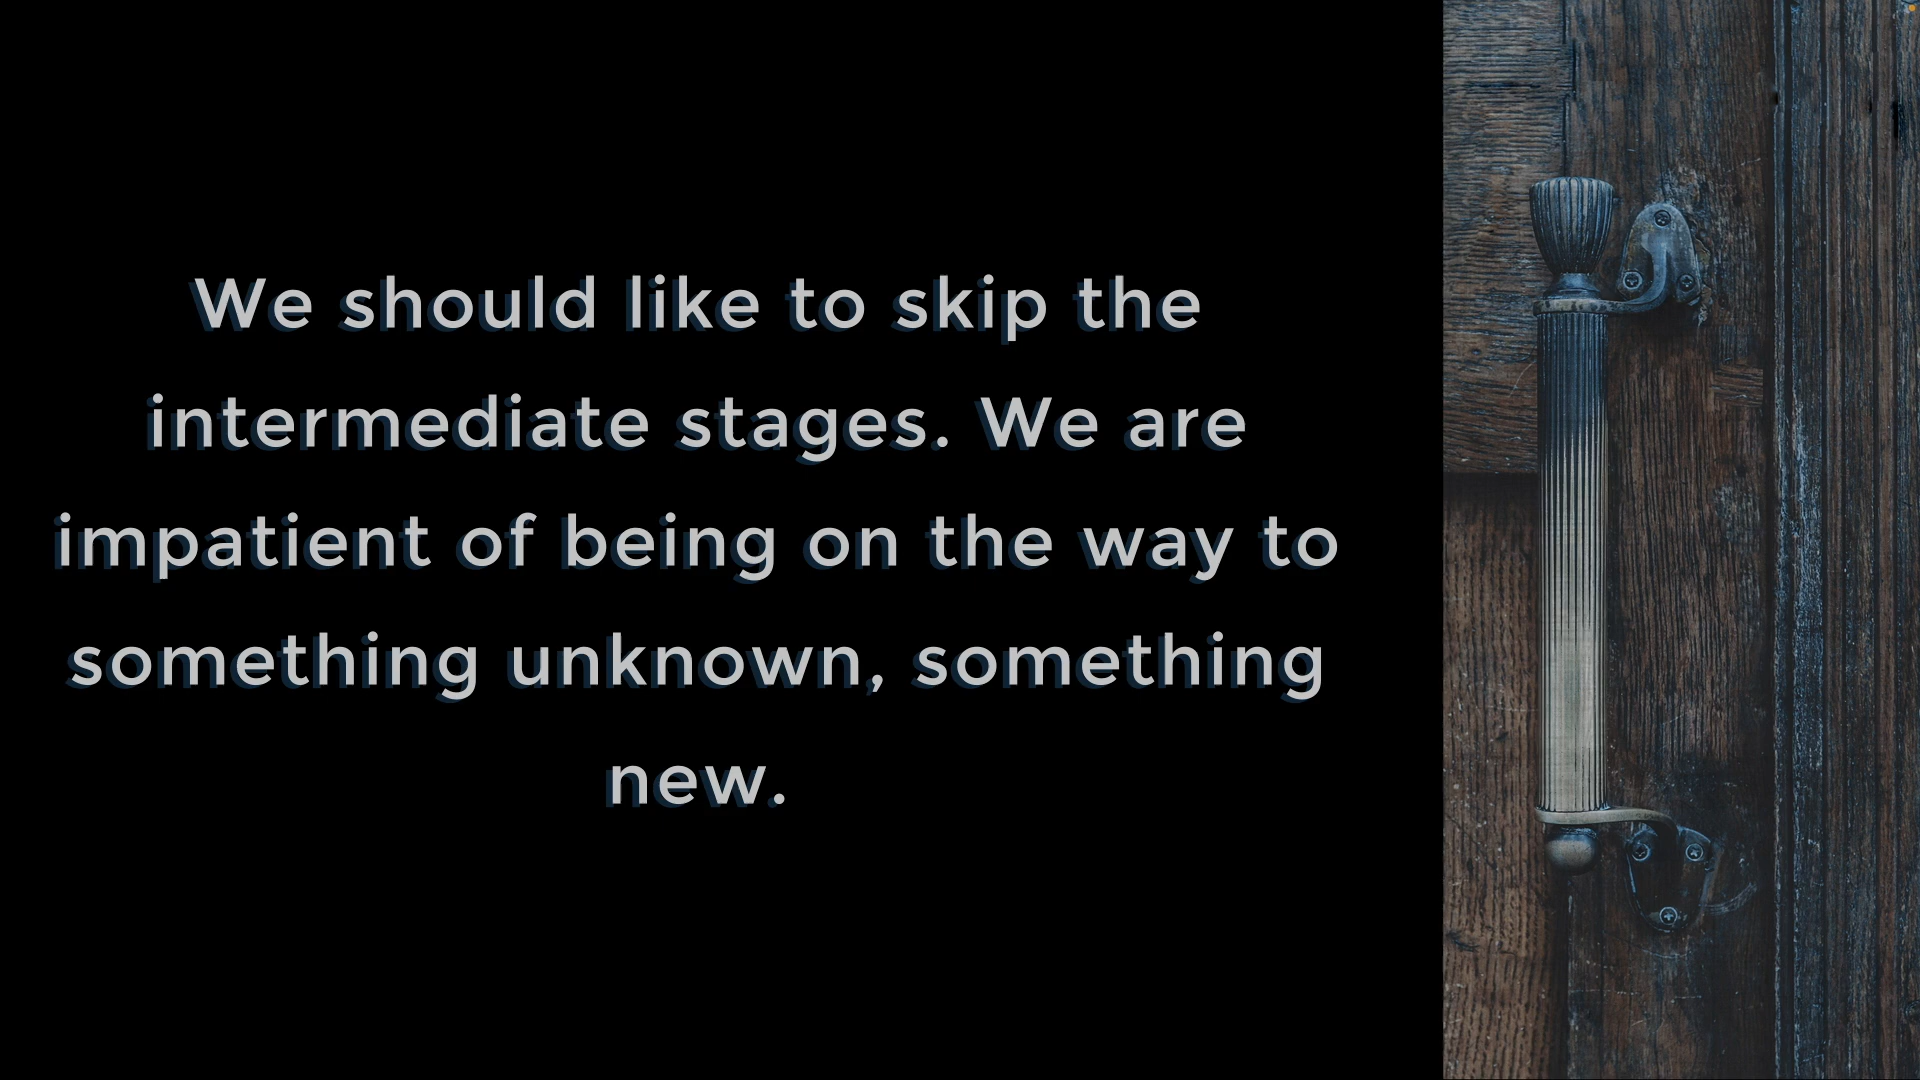 We should like to skip the
intermediate stages. We are
impatient of being on the way to
something unknown, something
new.